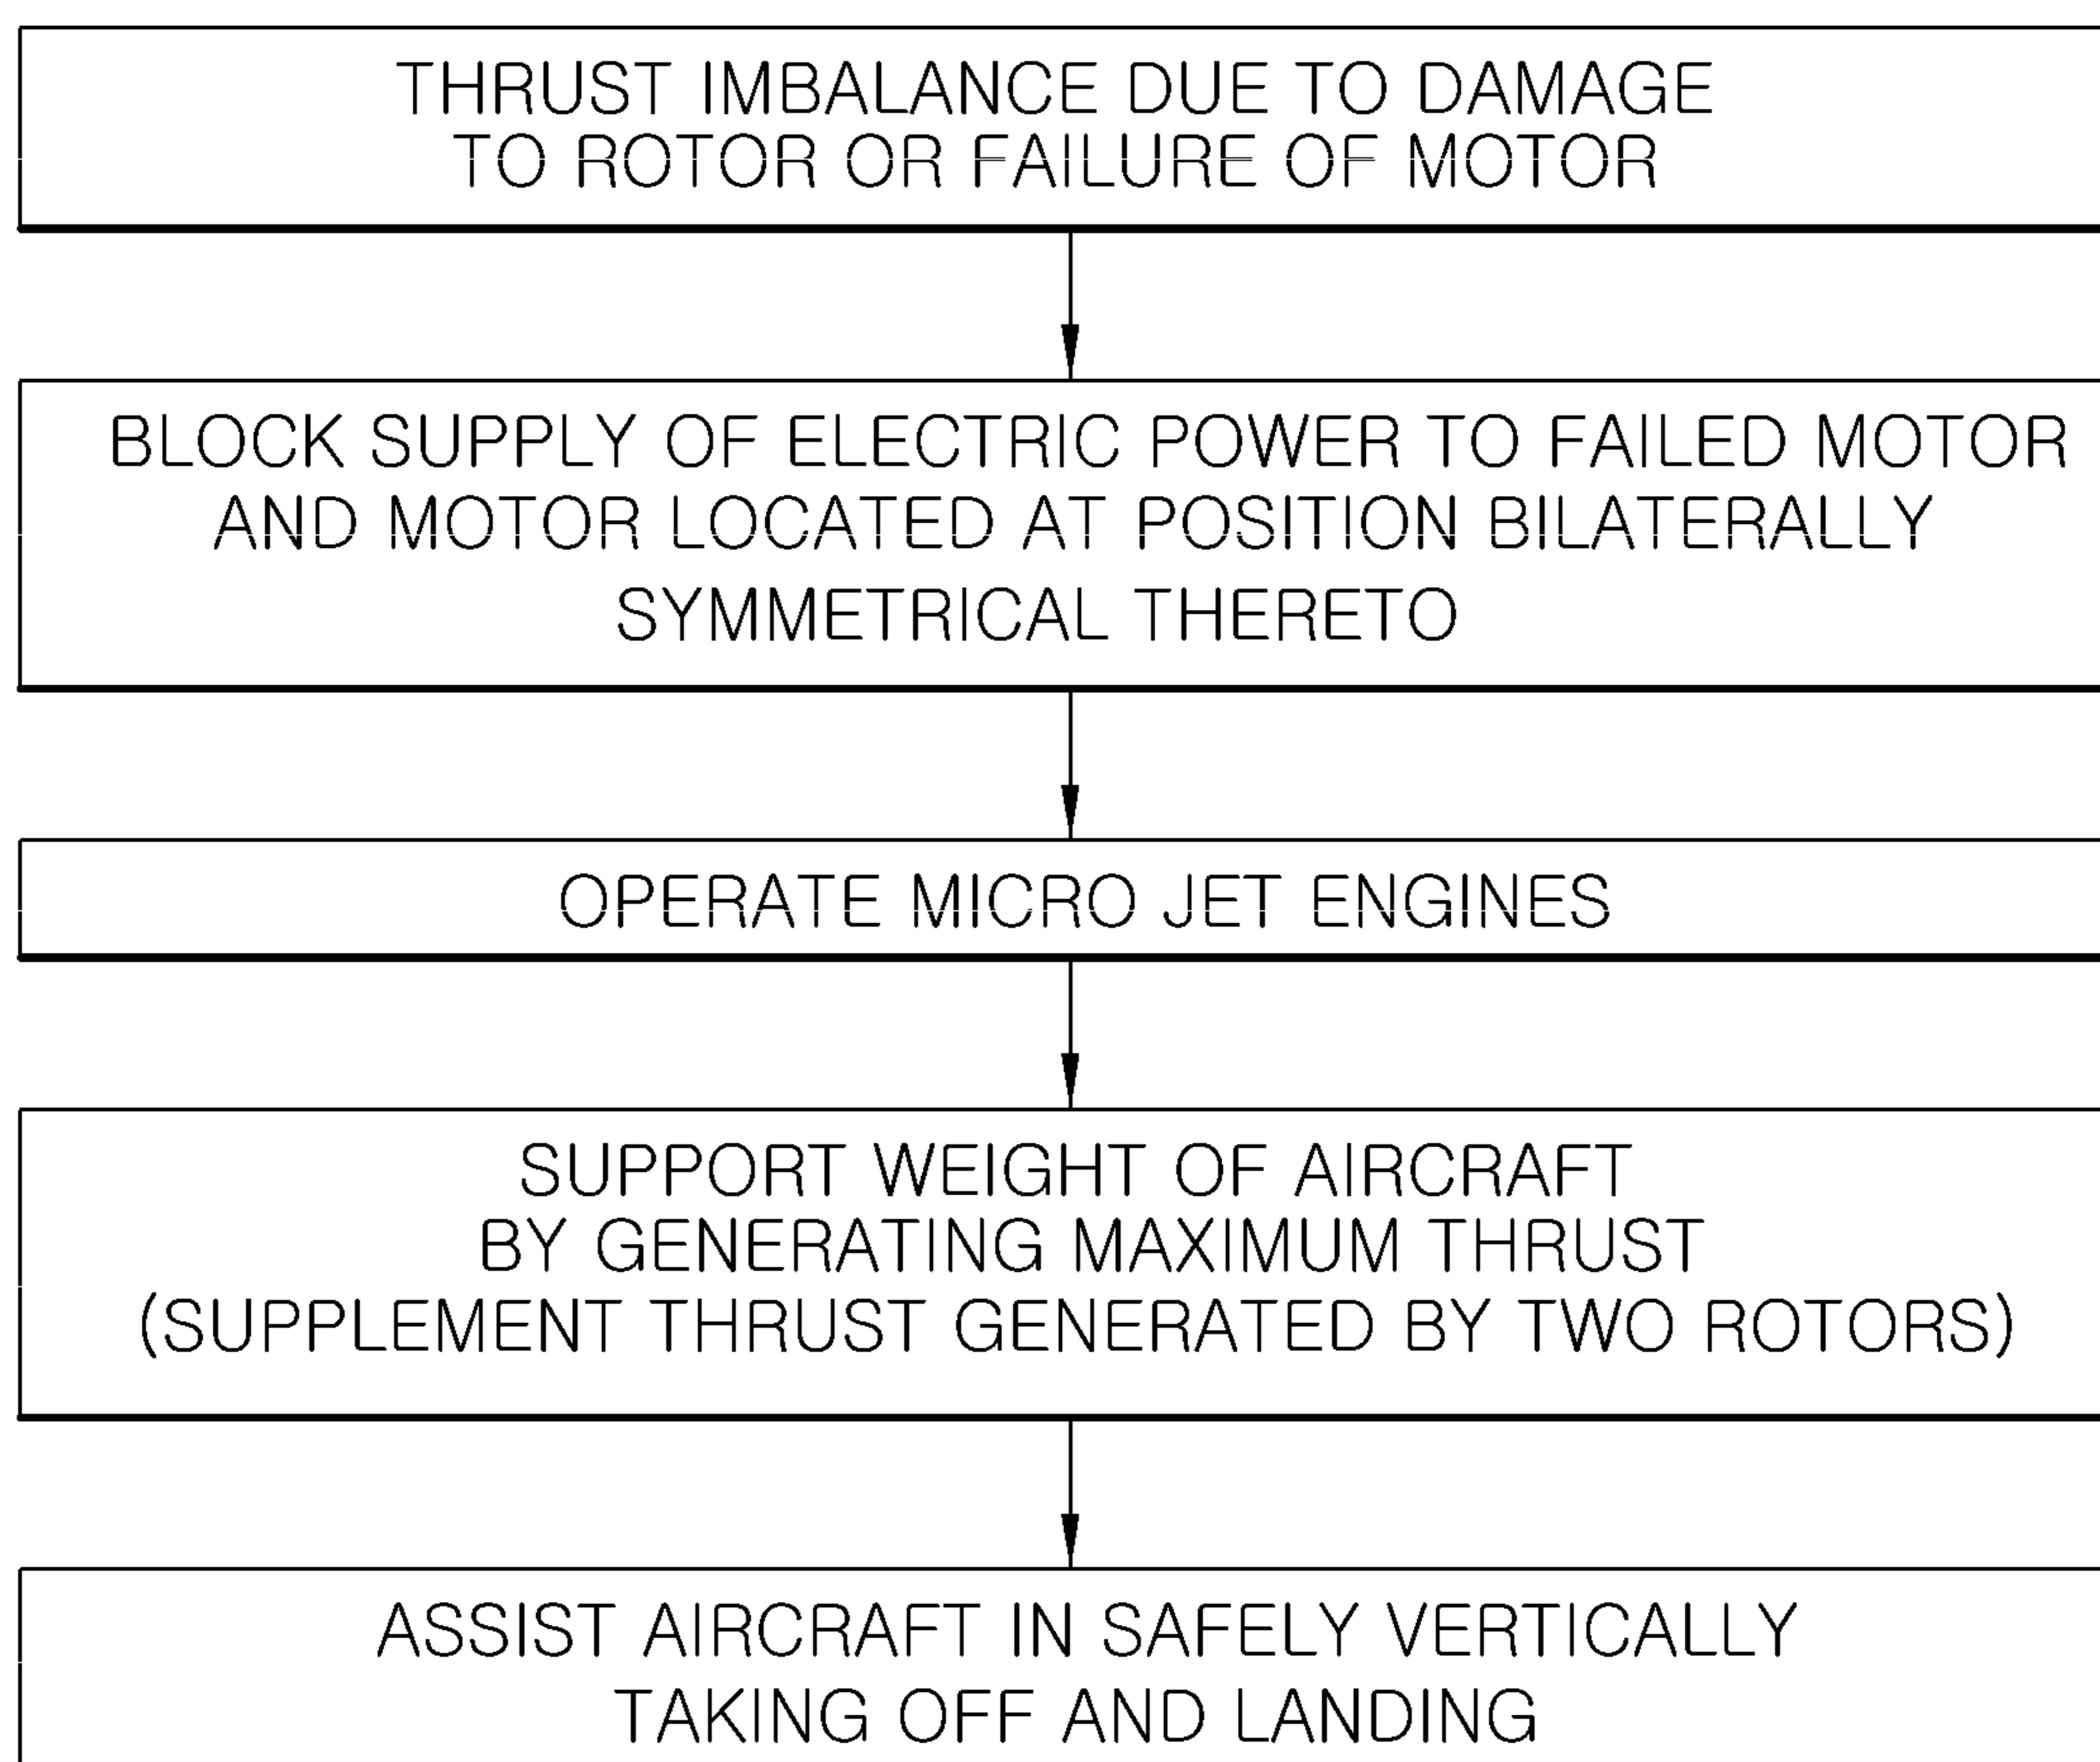 THRUST IMBALANCE DUE TO DAMAGE
TO ROTOR OR FAILURE OF MOTOR
BLOCK SUPPLY OF ELECTRIC POWER TO FAILED MOTOR
AND MOTOR LOCATED AT POSITION BILATERALLY
SYMMETRICAL THERETO
OPERATE MICRO JET ENGINES
SUPPORT WEIGHT OF AIRCRAFT
BY GENERATING MAXIMUM THRUST
(SUPPLEMENT THRUST GENERATED BY TWO ROTORS)
ASSIST AIRCRAFT IN SAFELY VERTICALLY
TAKING OFF AND LANDING